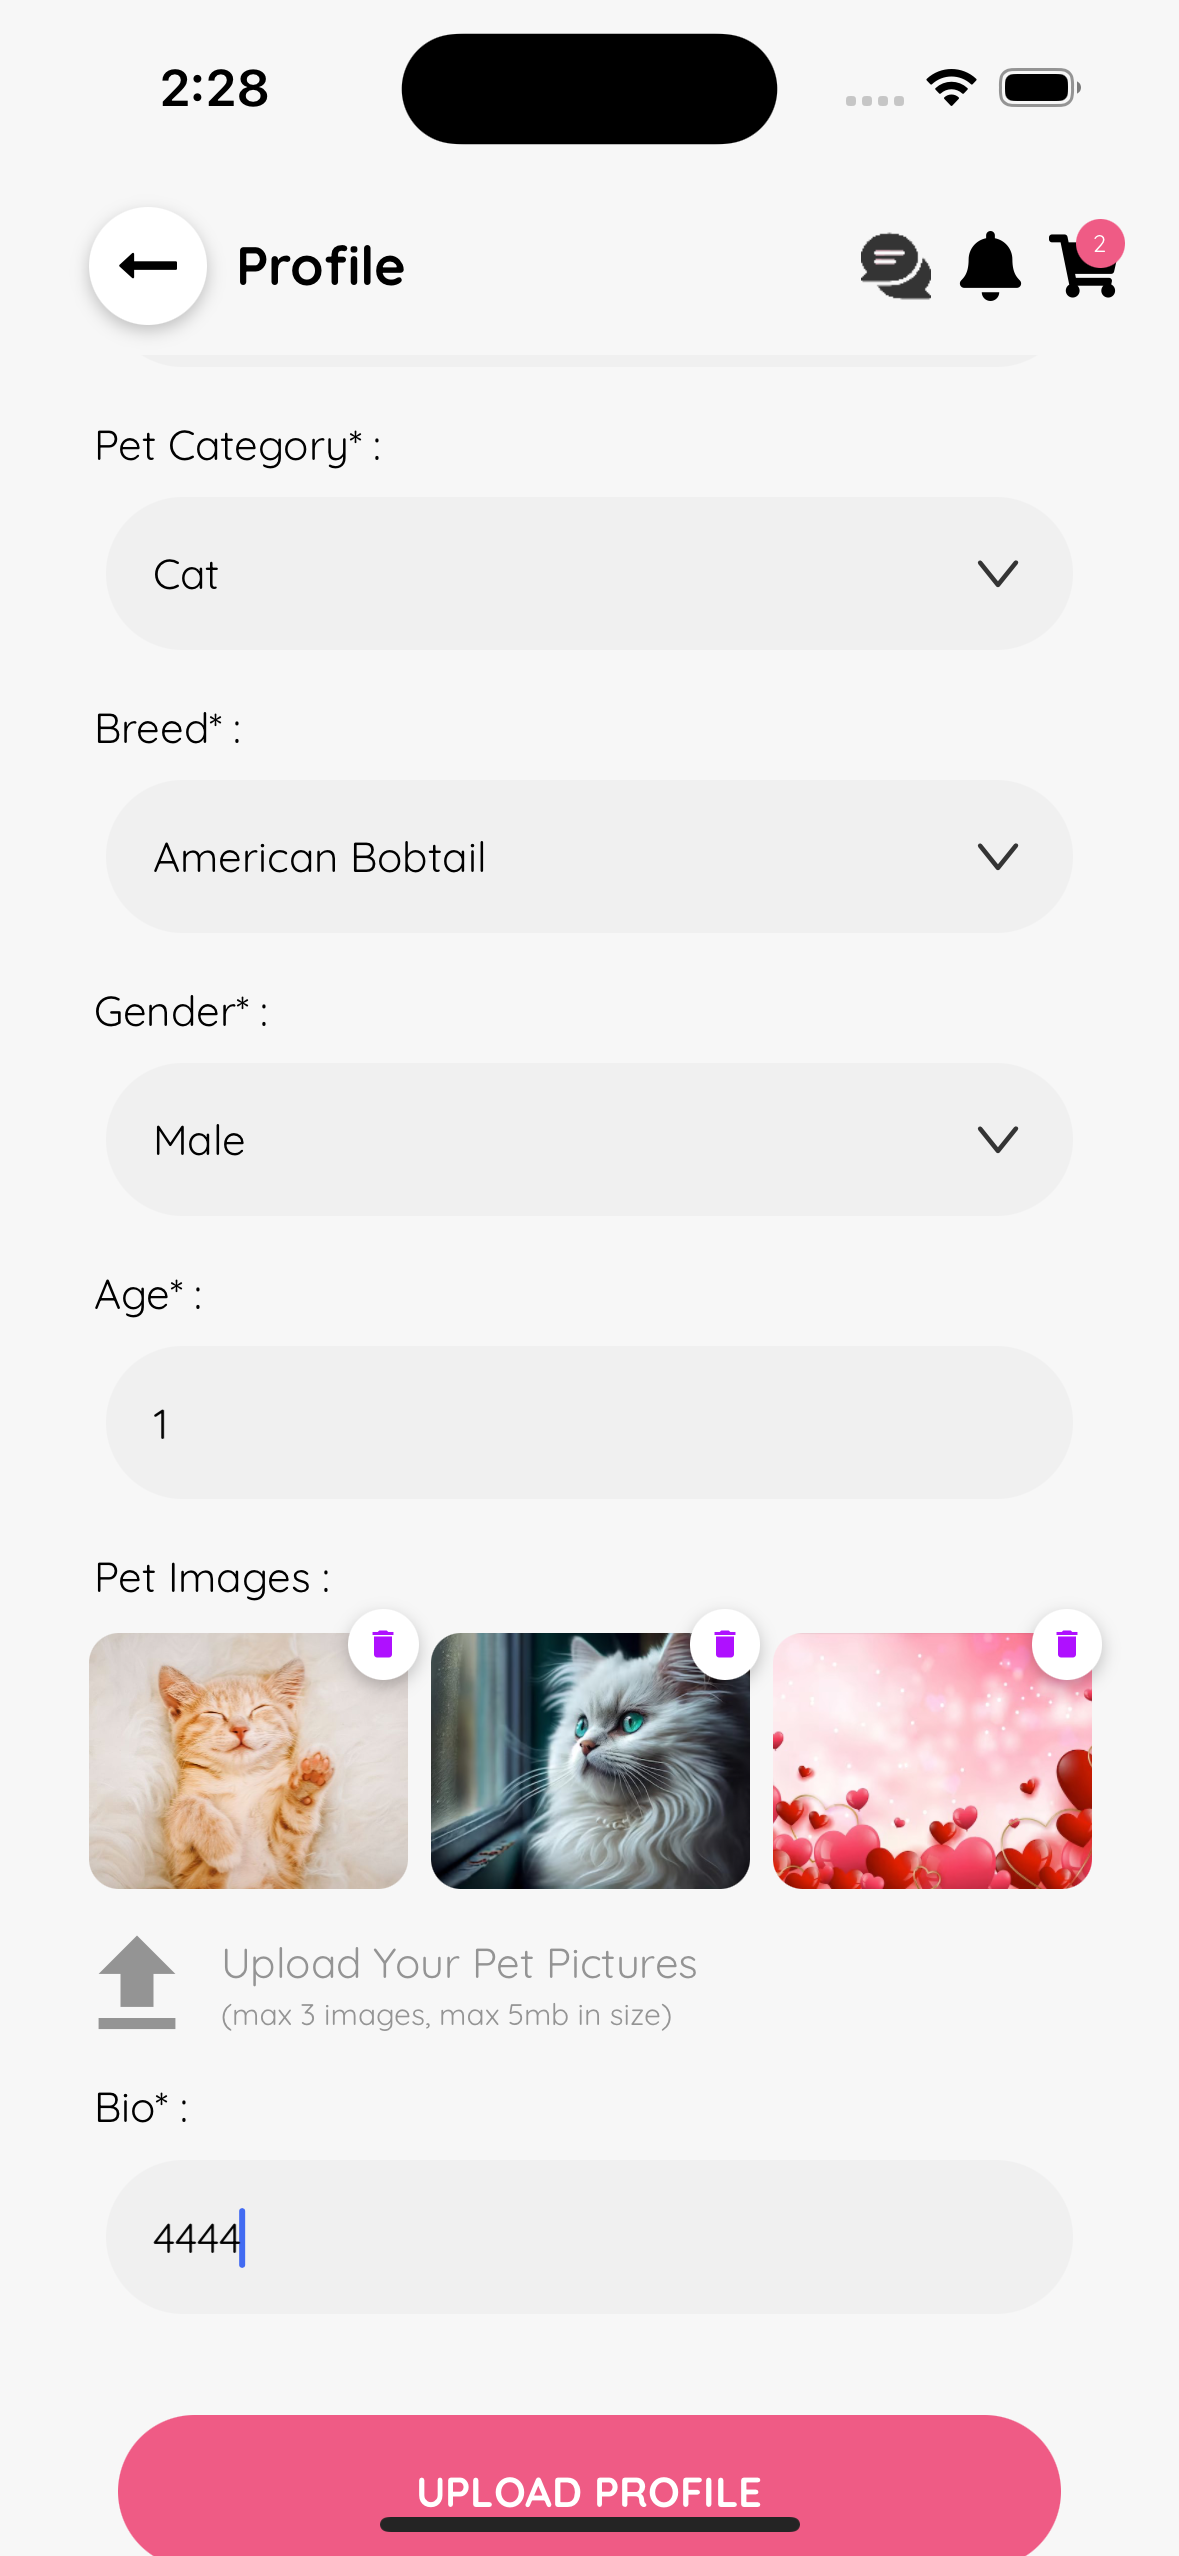 2:28
Profile
2
Pet Category* :
Cat
Breed* :
American Bobtail
Gender* :
Male
Age* :
1
Pet Images :
Upload Your Pet Pictures
(max 3 images, max 5mb in size)
Bio* :
4444
UPLOAD PROFILE